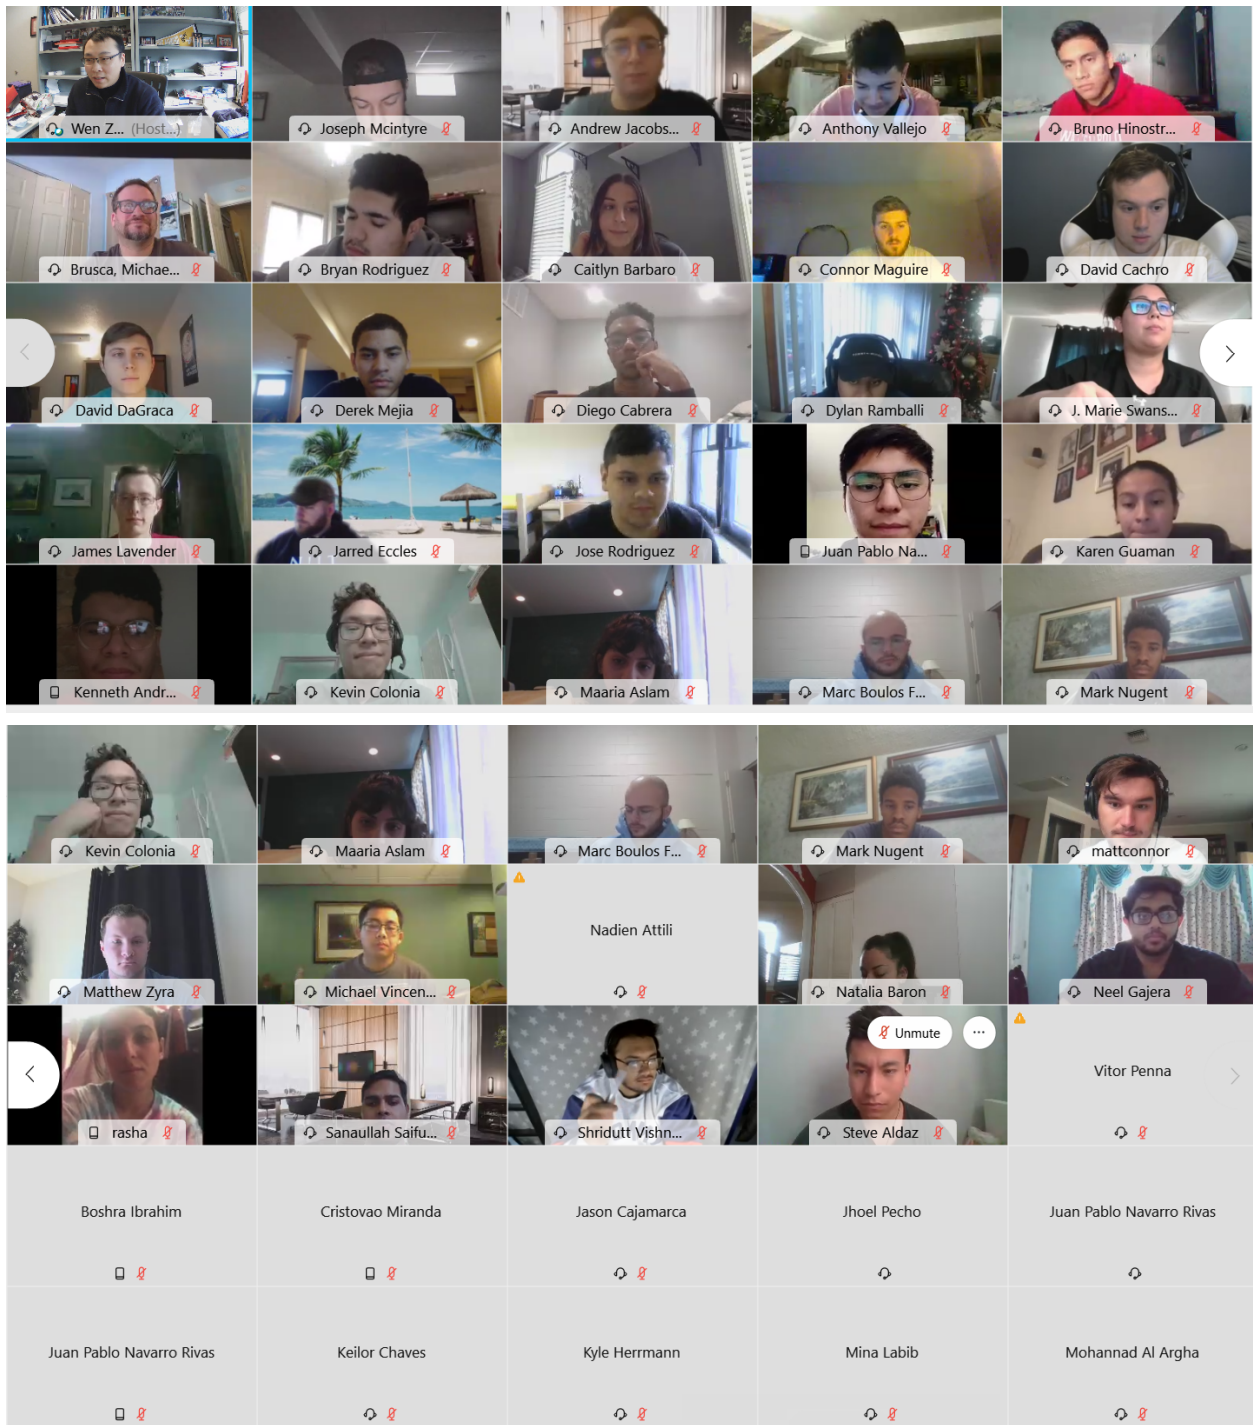 Wen Z... (Host...)
Joseph Mcintyre
Andrew Jacobs...
Anthony Vallejo
Bruno Hinostr...
Brusca, Michae...
Bryan Rodriguez
Caitlyn Barbaro
Connor Maguire
David Cachro
David DaGraca
Derek Mejia
Diego Cabrera
Dylan Ramballi
J. Marie Swans...
James Lavender
Jarred Eccles
Jose Rodriguez
Juan Pablo Na...
Karen Guaman
Kenneth Andr...
Kevin Colonia
Maaria Aslam
Marc Boulos F...
Mark Nugent
Kevin Colonia
Maaria Aslam
Marc Boulos F...
Mark Nugent
mattconnor
Matthew Zyra
Michael Vincen...
Nadien Attili
Natalia Baron
Neel Gajera
rasha
Sanaullah Saifu...
Shridutt Vishn...
Unmute
Steve Aldaz
Vitor Penna
Boshra Ibrahim
Cristovao Miranda
Jason Cajamarca
Jhoel Pecho
Juan Pablo Navarro Rivas
Juan Pablo Navarro Rivas
Keilor Chaves
Kyle Herrmann
Mina Labib
Mohannad Al Argha